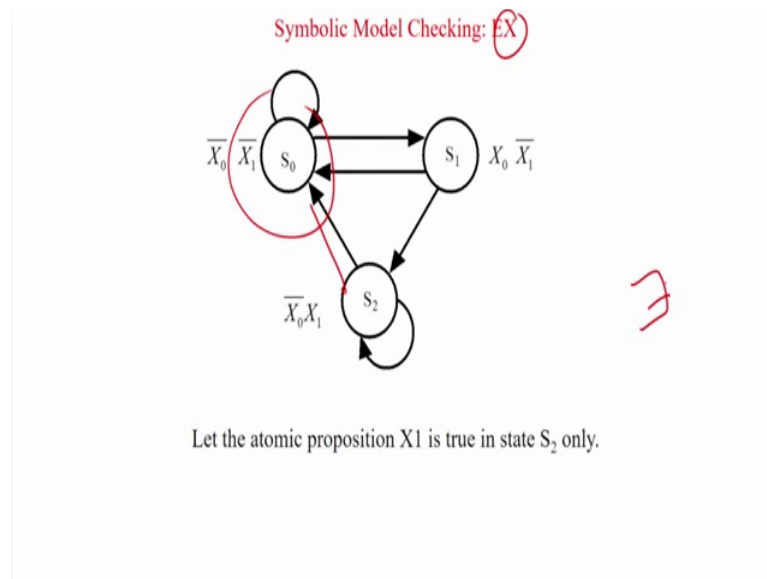 Symbolic Model Checking: EX
X̅₀ X̅₁ S₀ S₁ X₀ X̅₁
X̅₀X₁ S₂
∃
Let the atomic proposition X1 is true in state S₂ only.